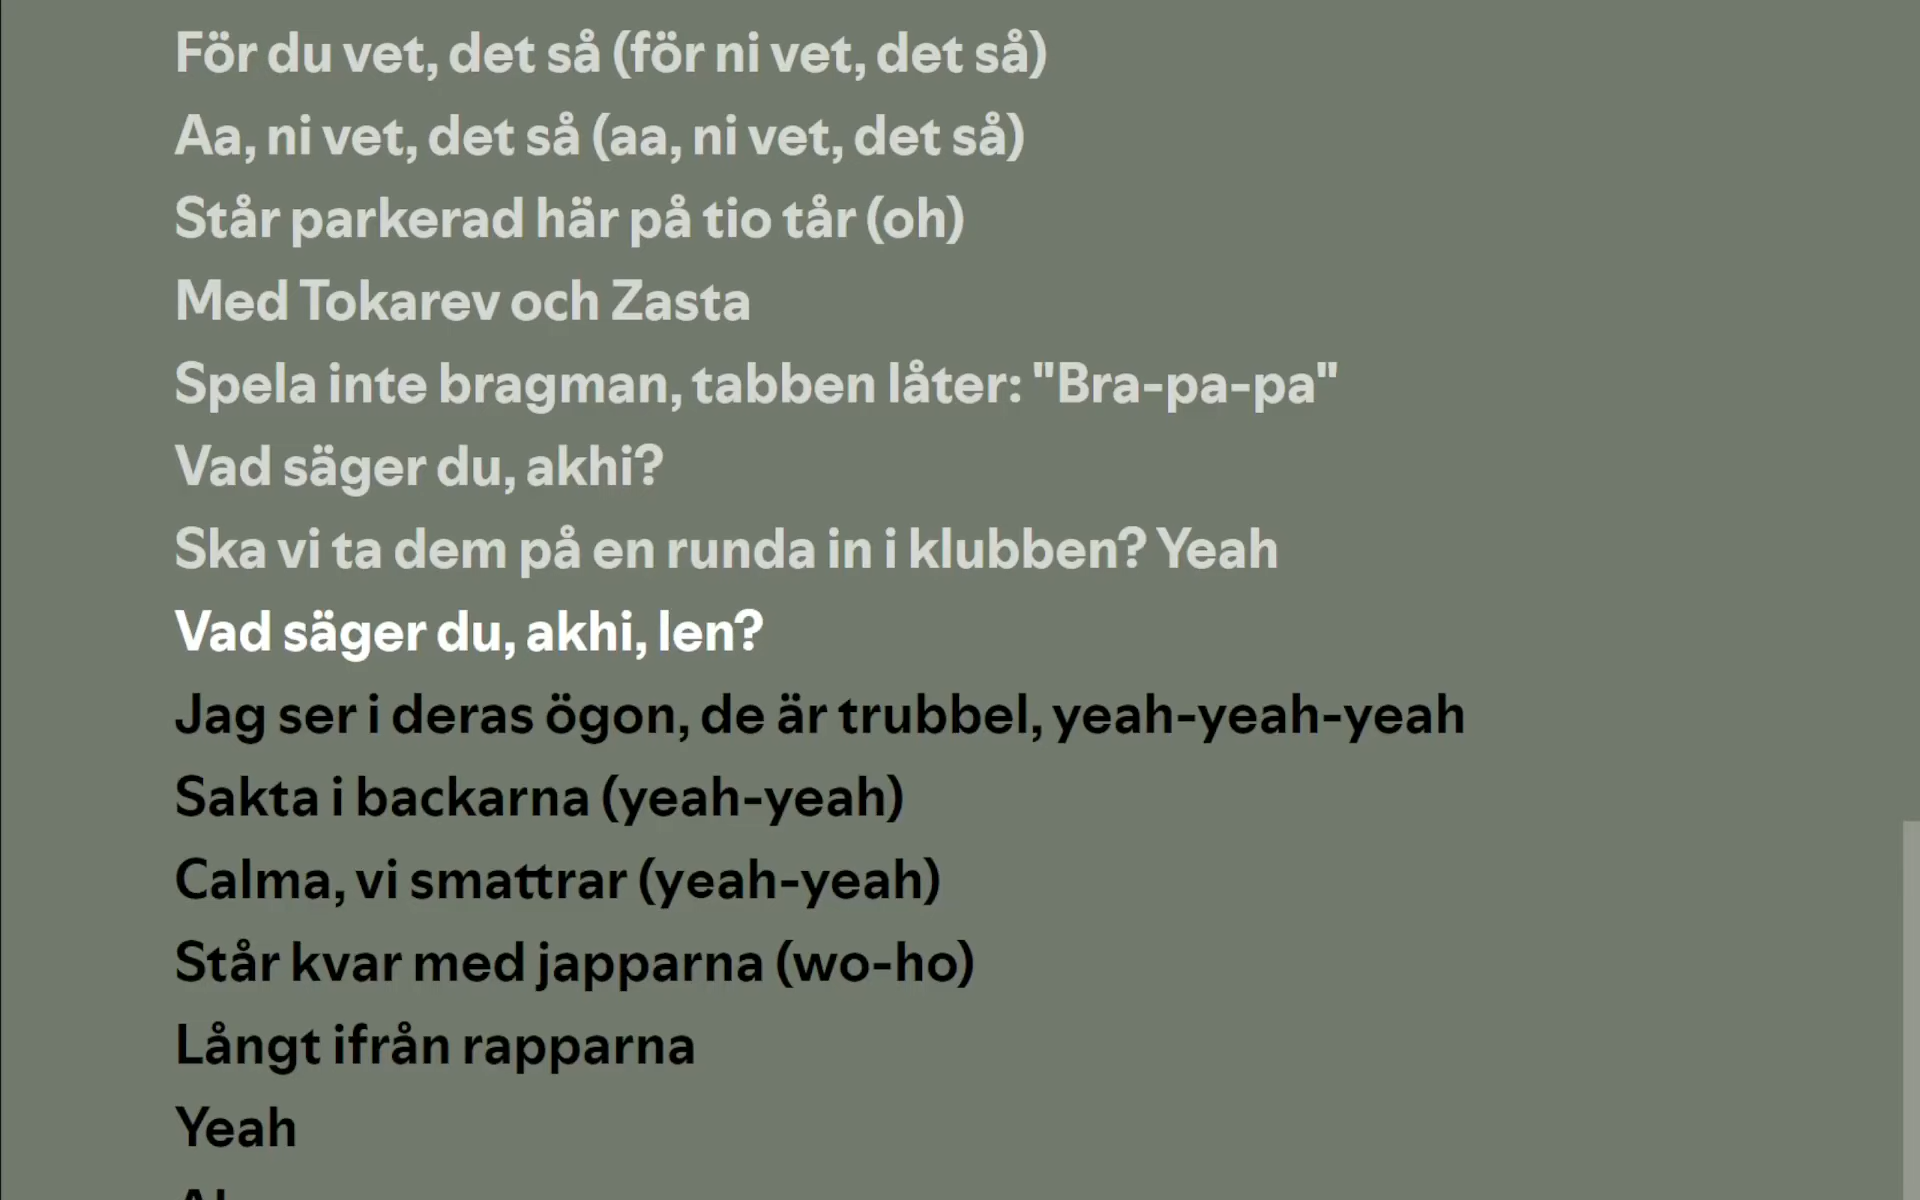 För du vet, det så (för ni vet, det så)
Aa, ni vet, det så (aa, ni vet, det så)
Står parkerad här på tio tår (oh)
Med Tokarev och Zasta
Spela inte bragman, tabben låter: "Bra-pa-pa"
Vad säger du, akhi?
Ska vi ta dem på en runda in i klubben? Yeah
Vad säger du, akhi, len?
Jag ser i deras ögon, de är trubbel, yeah-yeah-yeah
Sakta i backarna (yeah-yeah)
Calma, vi smattrar (yeah-yeah)
Står kvar med japparna (wo-ho)
Långt ifrån rapparna
Yeah